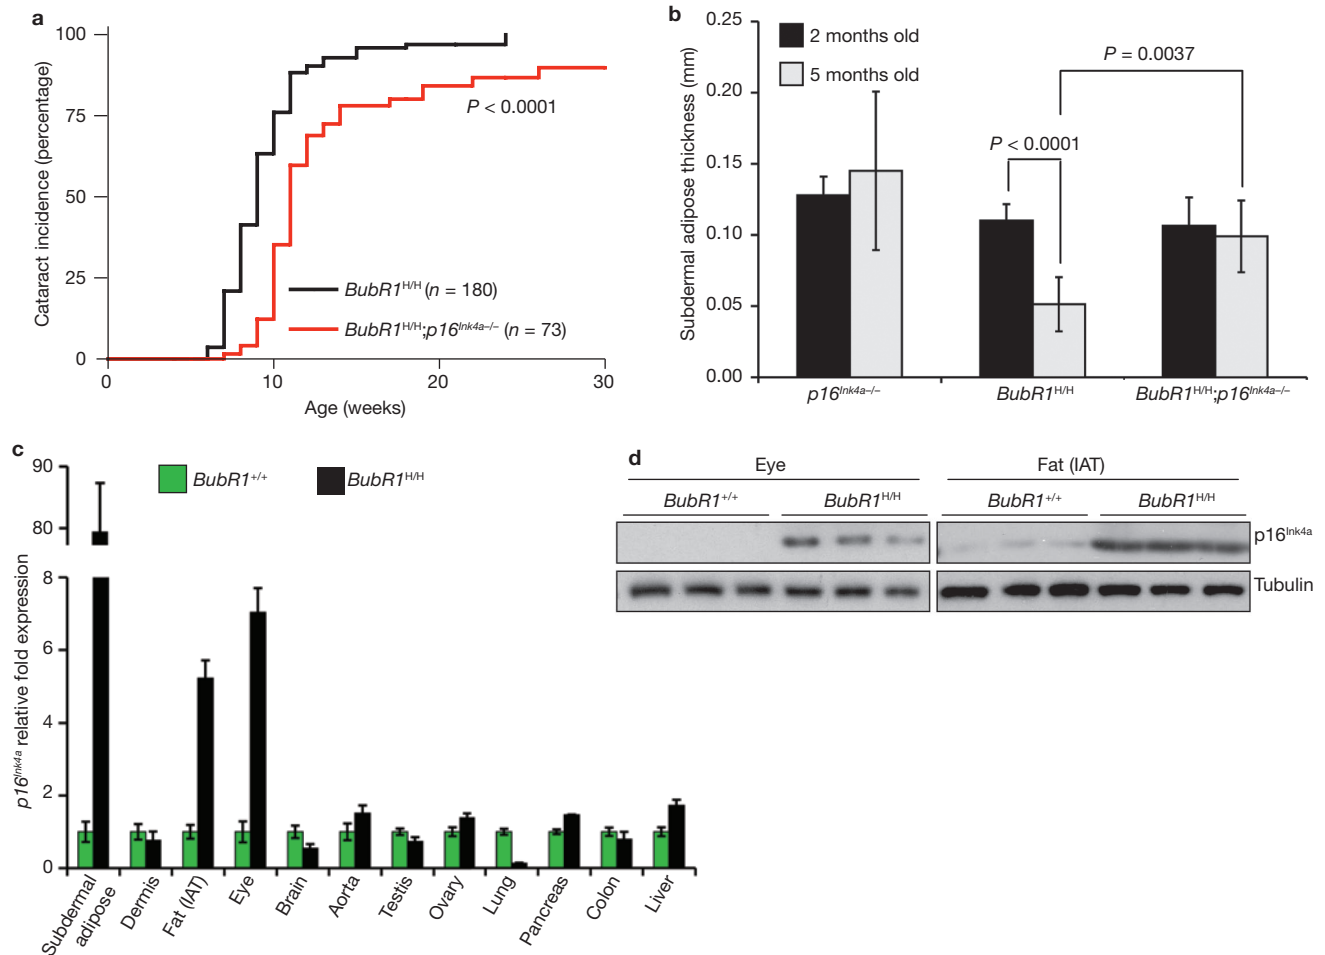 a
100
75
50
25
0
Cataract incidence (percentage)
P < 0.0001
BubR1H/H (n = 180)
BubR1H/H;p16Ink4a–/– (n = 73)
0 10 20 30
Age (weeks)
b
0.25
0.20
0.15
0.10
0.05
0.00
Subdermal adipose thickness (mm)
2 months old
5 months old
P = 0.0037
P < 0.0001
p16Ink4a–/– BubR1H/H BubR1H/H;p16Ink4a–/–
c
90
80
8
6
4
2
0
p16Ink4a relative fold expression
BubR1+/+ BubR1H/H
Subdermal
adipose
Dermis
Fat (IAT)
Eye
Brain
Aorta
Testis
Ovary
Lung
Pancreas
Colon
Liver
d
Eye Fat (IAT)
BubR1+/+ BubR1H/H BubR1+/+ BubR1H/H
p16Ink4a
Tubulin